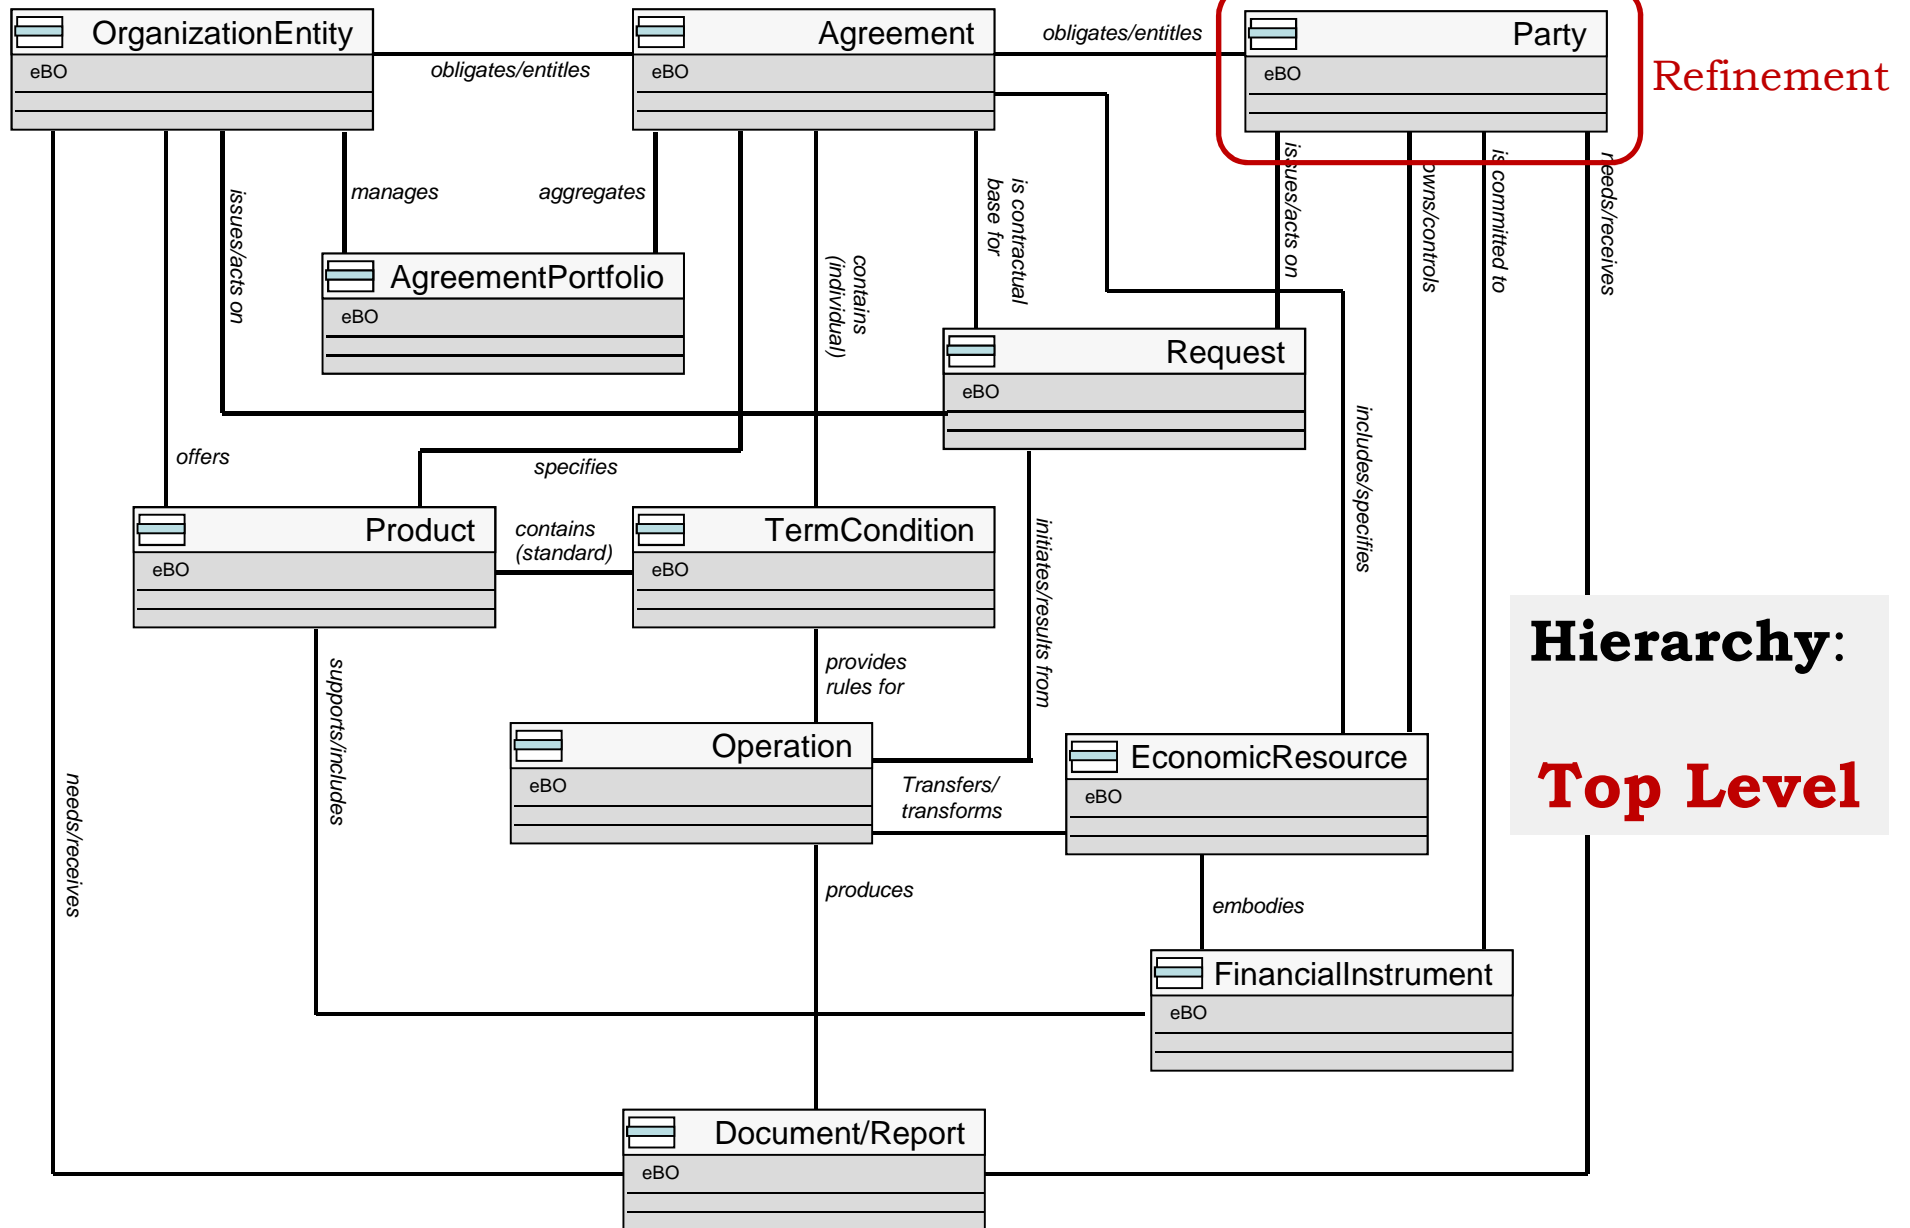 OrganizationEntity
eBO
obligates/entitles
Agreement
eBO
obligates/entitles
Party
eBO
Refinement
issues/acts on
manages
aggregates
contains
(individual)
is contractual
base for
issues/acts on
owns/controls
is committed to
needs/receives
AgreementPortfolio
eBO
Request
eBO
offers
specifies
includes/specifies
Product
eBO
contains
(standard)
TermCondition
eBO
initiates/results from
Hierarchy:
Top Level
supports/includes
provides
rules for
needs/receives
Operation
eBO
Transfers/
transforms
EconomicResource
eBO
produces
embodies
FinancialInstrument
eBO
Document/Report
eBO